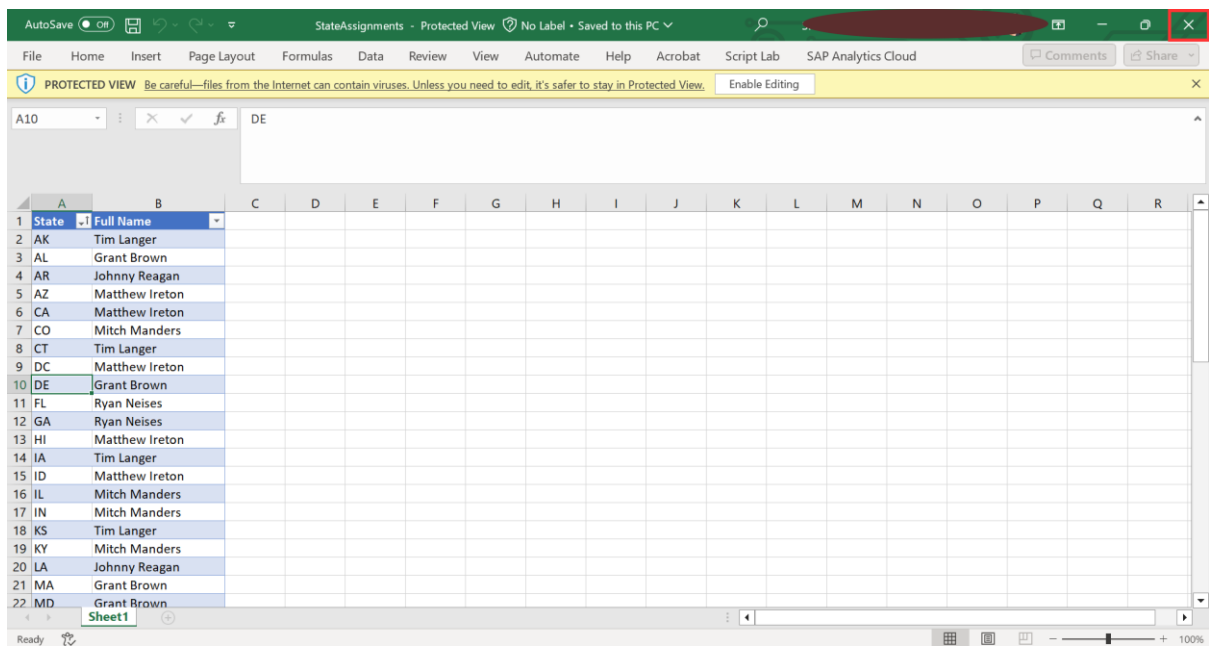 AutoSave Off StateAssignments - Protected View No Label • Saved to this PC
File Home Insert Page Layout Formulas Data Review View Automate Help Acrobat Script Lab SAP Analytics Cloud Comments Share
PROTECTED VIEW Be careful—files from the Internet can contain viruses. Unless you need to edit, it's safer to stay in Protected View. Enable Editing
A10 fx DE
A B C D E F G H I J K L M N O P Q R
1 State Full Name
2 AK Tim Langer
3 AL Grant Brown
4 AR Johnny Reagan
5 AZ Matthew Ireton
6 CA Matthew Ireton
7 CO Mitch Manders
8 CT Tim Langer
9 DC Matthew Ireton
10 DE Grant Brown
11 FL Ryan Neises
12 GA Ryan Neises
13 HI Matthew Ireton
14 IA Tim Langer
15 ID Matthew Ireton
16 IL Mitch Manders
17 IN Mitch Manders
18 KS Tim Langer
19 KY Mitch Manders
20 LA Johnny Reagan
21 MA Grant Brown
22 MD Grant Brown
Sheet1
Ready 100%